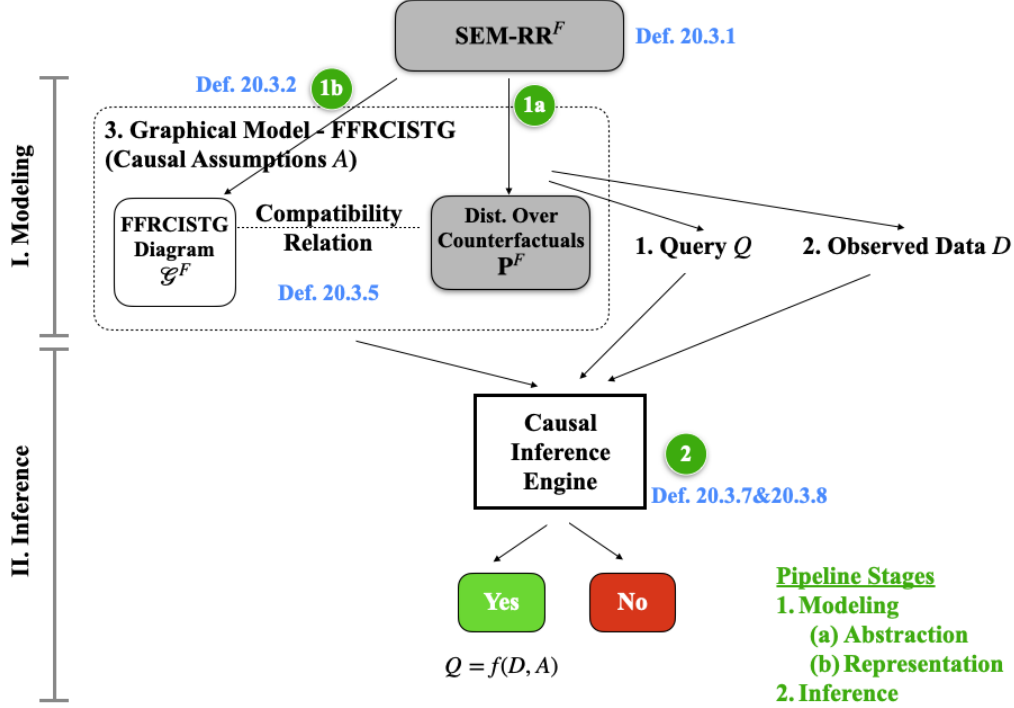 SEM-RR^F
Def. 20.3.1
Def. 20.3.2
1b
1a
3. Graphical Model - FFRCISTG
(Causal Assumptions A)
I. Modeling
FFRCISTG
Diagram
𝒢^F
Compatibility
Relation
Def. 20.3.5
Dist. Over
Counterfactuals
P^F
1. Query Q
2. Observed Data D
II. Inference
Causal
Inference
Engine
2
Def. 20.3.7&20.3.8
Yes
No
Q = f(D, A)
Pipeline Stages
1. Modeling
(a) Abstraction
(b) Representation
2. Inference